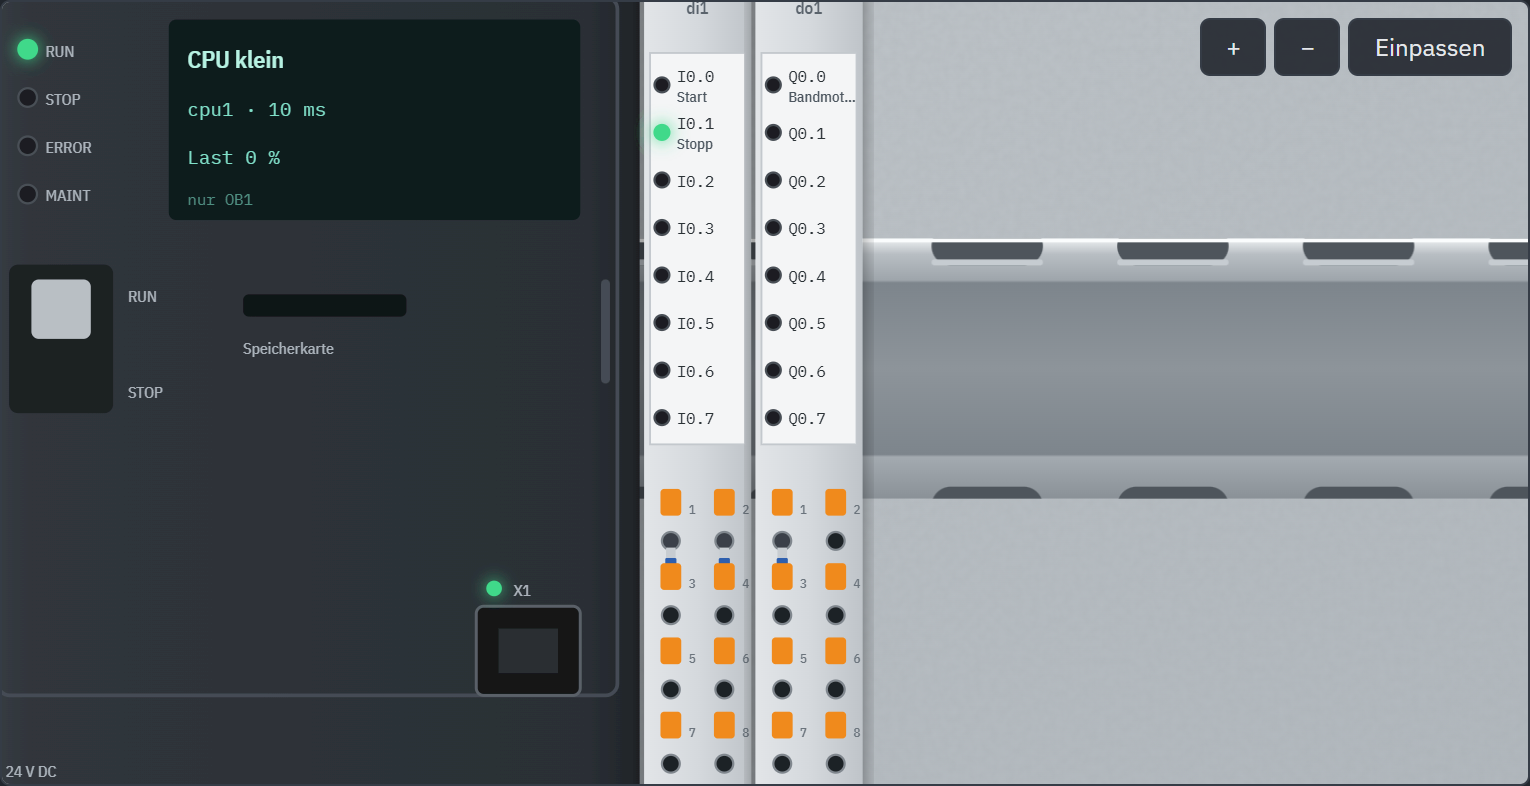 RUN
STOP
ERROR
MAINT
CPU klein
cpu1 · 10 ms
Last 0 %
nur OB1
RUN
STOP
Speicherkarte
X1
24 V DC
di1
I0.0
Start
I0.1
Stopp
I0.2
I0.3
I0.4
I0.5
I0.6
I0.7
1 2
3 4
5 6
7 8
do1
Q0.0
Bandmot...
Q0.1
Q0.2
Q0.3
Q0.4
Q0.5
Q0.6
Q0.7
1 2
3 4
5 6
7 8
+
−
Einpassen